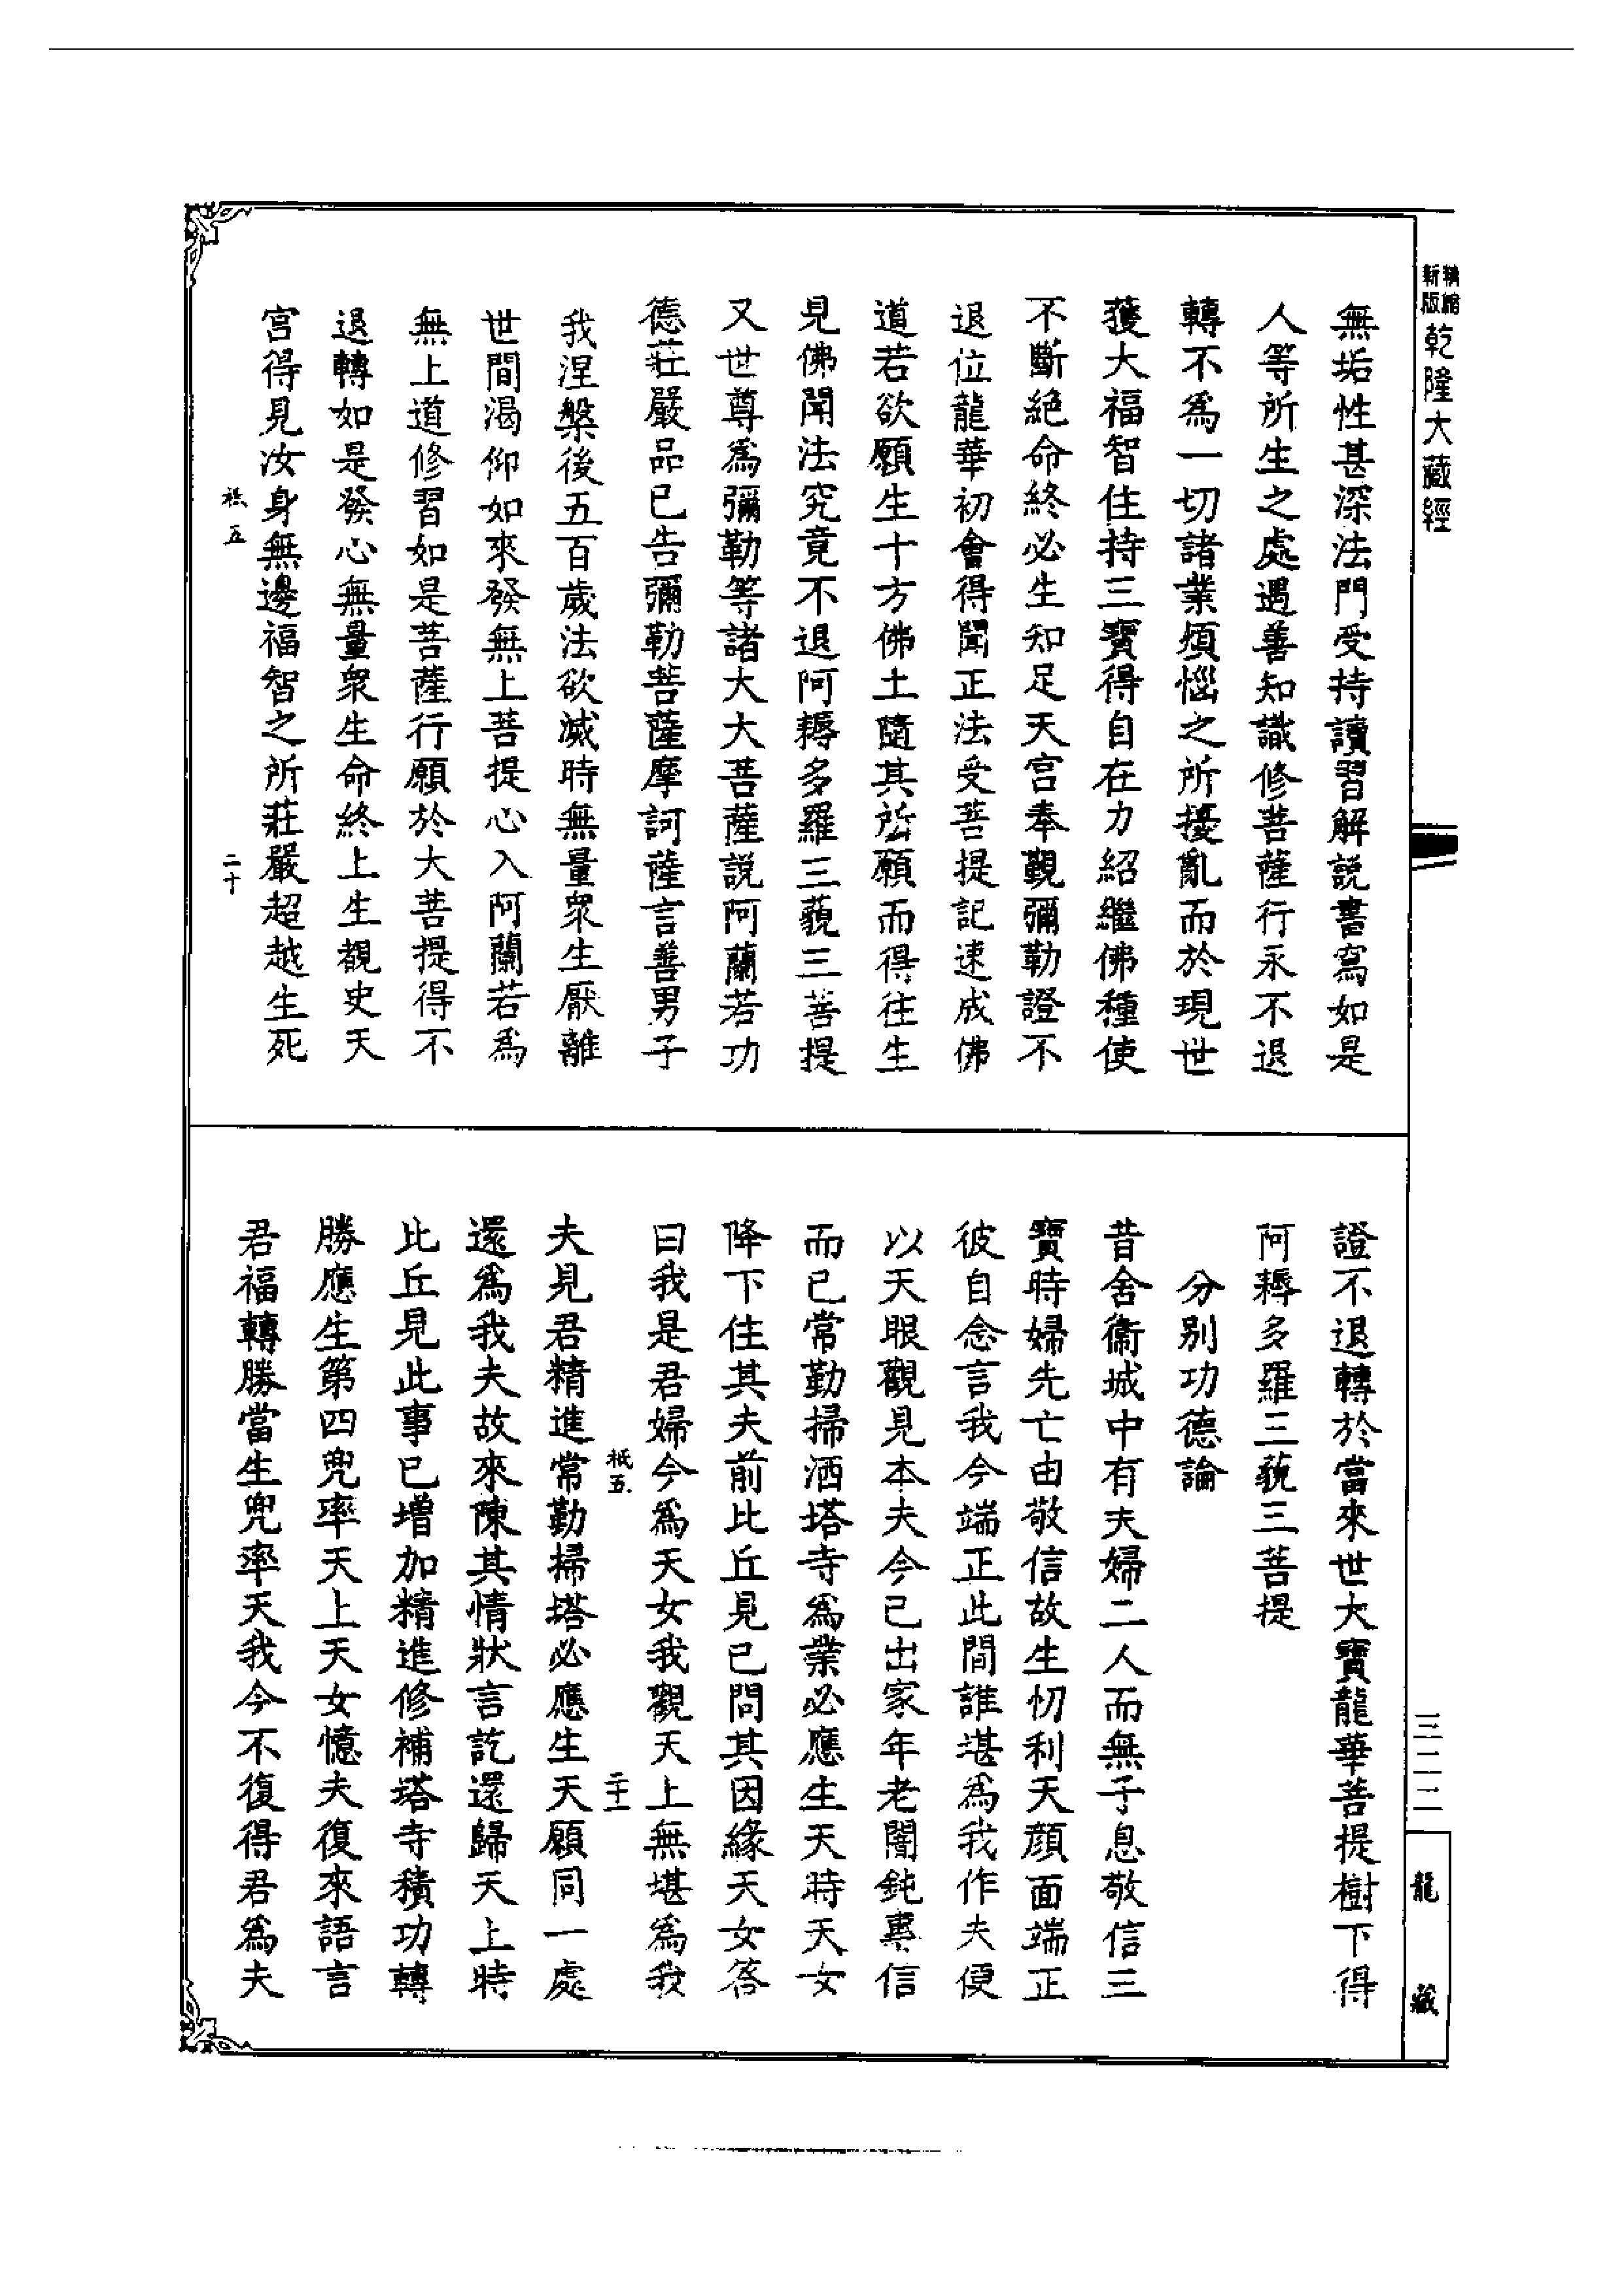 新版
精縮
乾隆大藏經
無垢性甚深法門受持讀習解説書寫如是
人等所生之處遇善知識修菩薩行永不退
轉不為一切諸業煩惱之所擾亂而於現世
獲大福智住持三寶得自在力紹繼佛種使
不斷絶命終必生知足天宮奉覲彌勒證不
退位龍華初會得聞正法受菩提記速成佛
道若欲願生十方佛土隨其所願而得往生
見佛聞法究竟不退阿耨多羅三藐三菩提
又世尊為彌勒等諸大大菩薩説阿蘭若功
德莊嚴品已告彌勒菩薩摩訶薩言善男子
我涅槃後五百歲法欲滅時無量衆生厭離
世間渴仰如來發無上菩提心入阿蘭若為
無上道修習如是菩薩行願於大菩提得不
退轉如是發心無量衆生命終上生覩史天
宮得見汝身無邊福智之所莊嚴超越生死
祇五
二十
證不退轉於當來世大寶龍華菩提樹下得
阿耨多羅三藐三菩提
分别功德論
昔舍衞城中有夫婦二人而無子息敬信三
寶時婦先亡由敬信故生忉利天顔面端正
彼自念言我今端正此間誰堪為我作夫便
以天眼觀見本夫今已出家年老闇鈍專信
而已常勤掃洒塔寺為業必應生天時天女
降下住其夫前比丘見已問其因緣天女答
曰我是君婦今為天女我觀天上無堪為我
祇五
二十一
夫見君精進常勤掃塔必應生天願同一處
還為我夫故來陳其情狀言訖還歸天上時
比丘見此事已增加精進修補塔寺積功轉
勝應生第四兜率天上天女憶夫復來語言
君福轉勝當生兜率天我今不復得君為夫
三二二
龍藏